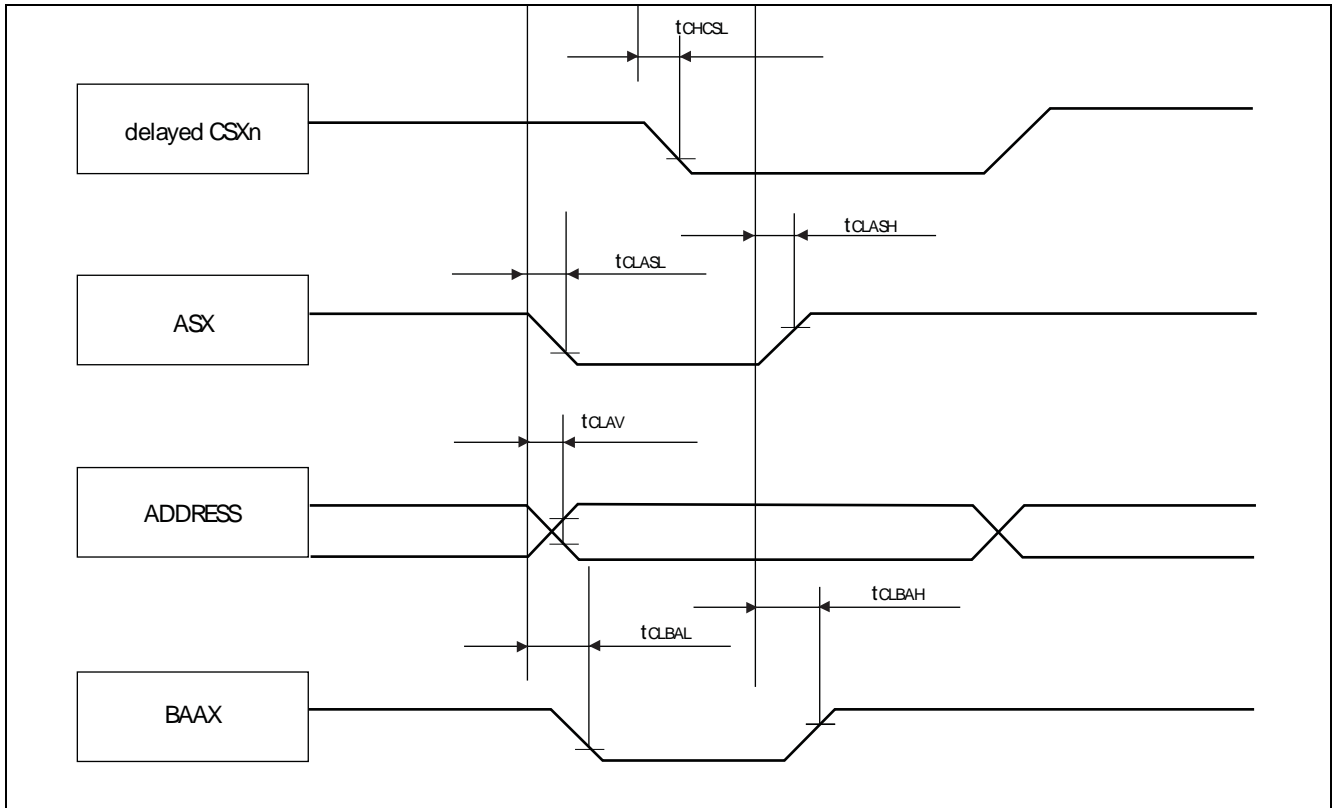 tCHCSL
delayed CSXn
tCLASH
tCLASL
ASX
tCLAV
ADDRESS
tCLBAH
tCLBAL
BAAX